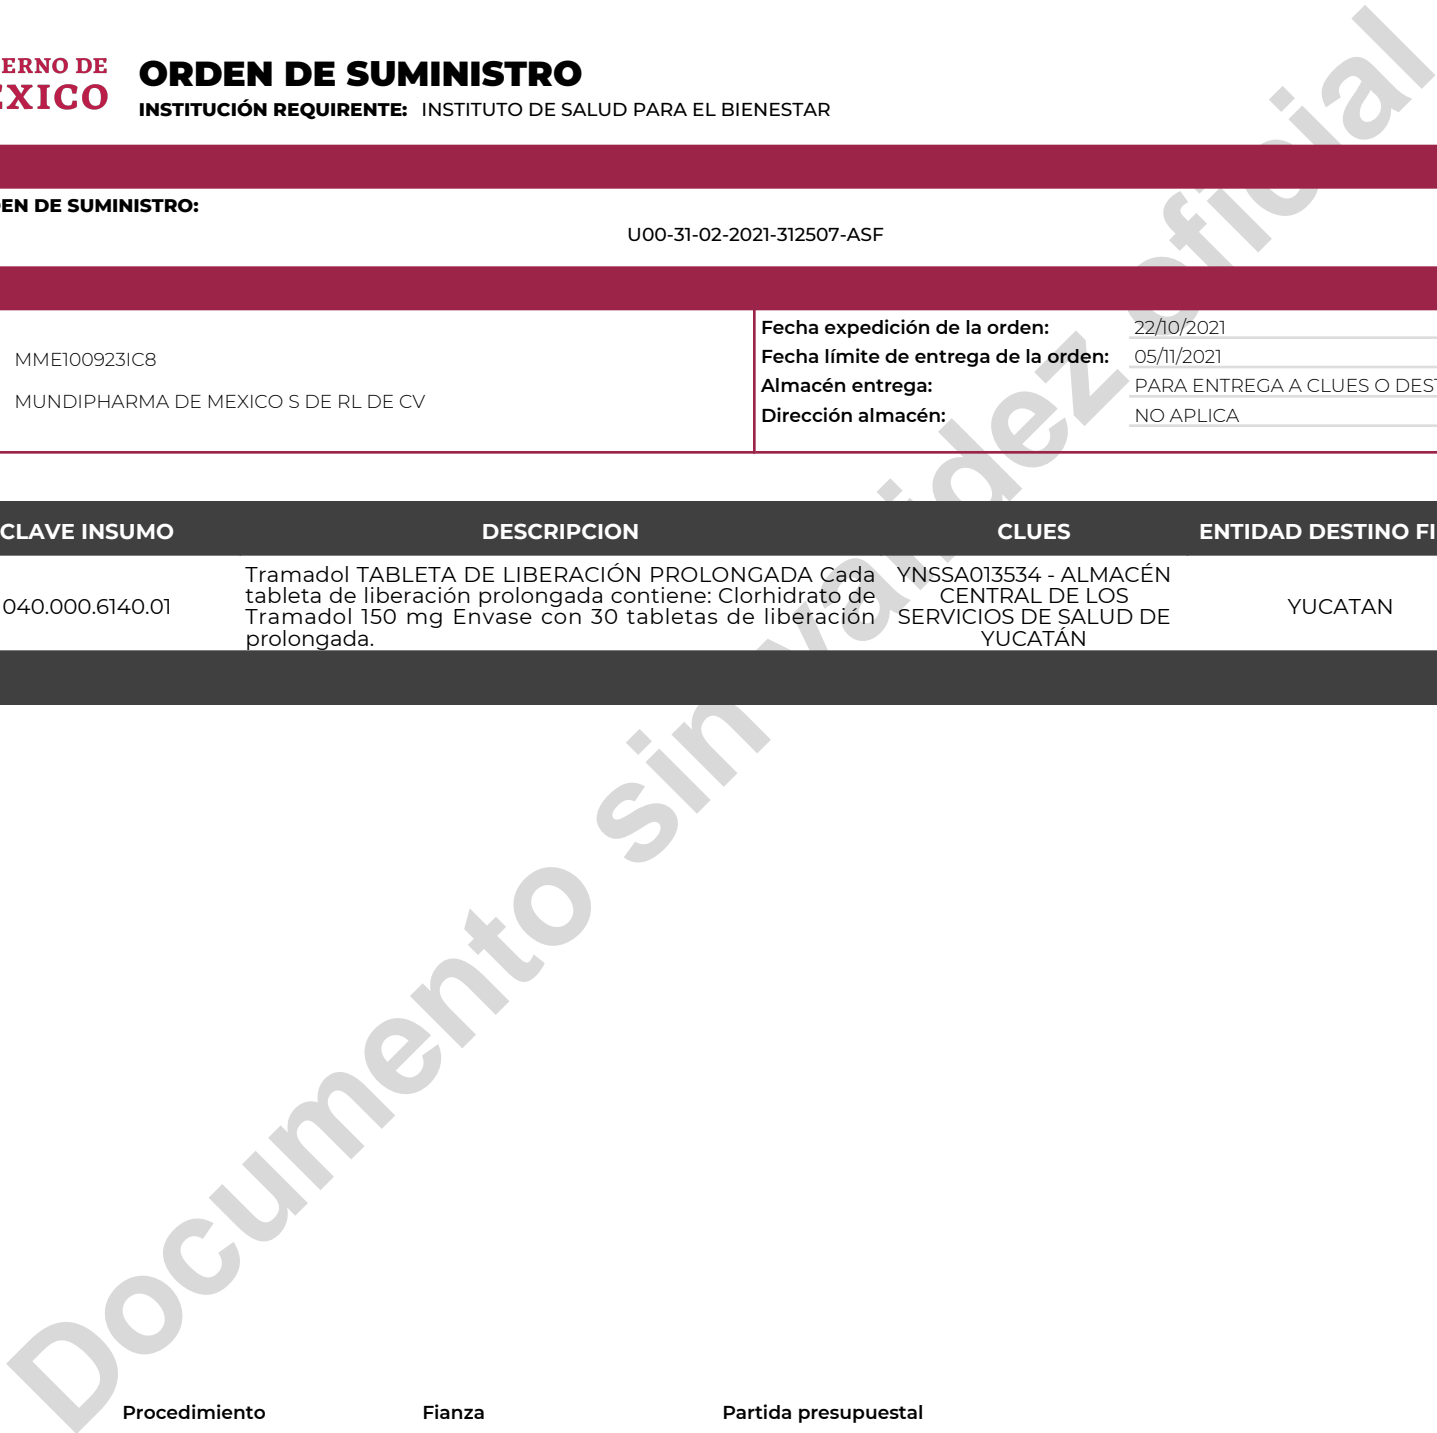 ERNO DE
EXICO
ORDEN DE SUMINISTRO
INSTITUCIÓN REQUIRENTE: INSTITUTO DE SALUD PARA EL BIENESTAR
EN DE SUMINISTRO:
U00-31-02-2021-312507-ASF
MME100923IC8
MUNDIPHARMA DE MEXICO S DE RL DE CV
Fecha expedición de la orden: 22/10/2021
Fecha límite de entrega de la orden: 05/11/2021
Almacén entrega: PARA ENTREGA A CLUES O DEST
Dirección almacén: NO APLICA
CLAVE INSUMO DESCRIPCION CLUES ENTIDAD DESTINO FI
040.000.6140.01
Tramadol TABLETA DE LIBERACIÓN PROLONGADA Cada
tableta de liberación prolongada contiene: Clorhidrato de
Tramadol 150 mg Envase con 30 tabletas de liberación
prolongada.
YNSSA013534 - ALMACÉN
CENTRAL DE LOS
SERVICIOS DE SALUD DE
YUCATÁN
YUCATAN
Documento sin validez oficial
Procedimiento Fianza Partida presupuestal